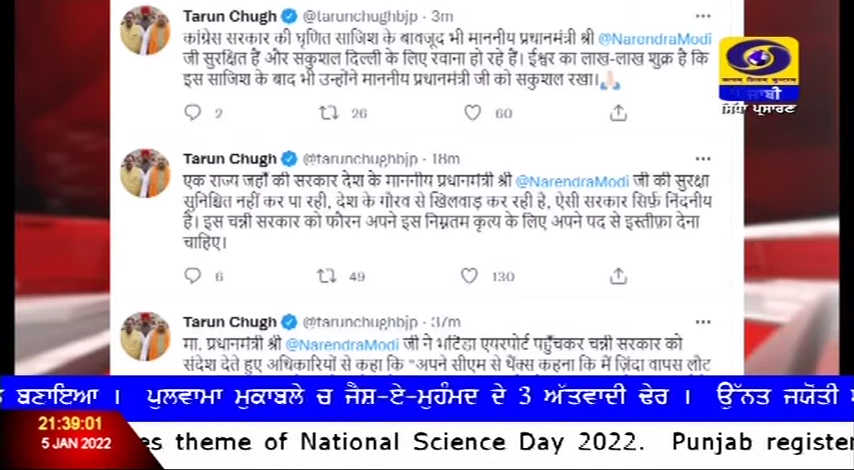 Tarun Chugh @tarunchughbjp · 3m
कांग्रेस सरकार की घृणित साजिश के बावजूद भी माननीय प्रधानमंत्री श्री @NarendraModi
जी सुरक्षित हैं और सकुशल दिल्ली के लिए रवाना हो रहे हैं। ईश्वर का लाख-लाख शुक्र है कि
इस साजिश के बाद भी उन्होंने माननीय प्रधानमंत्री जी को सकुशल रखा।🙏🏻
2 26 60
ਪੰਜਾਬੀ
ਸਿੱਧਾ ਪ੍ਰਸਾਰਣ
Tarun Chugh @tarunchughbjp · 18m
एक राज्य जहाँ की सरकार देश के माननीय प्रधानमंत्री श्री @NarendraModi जी की सुरक्षा
सुनिश्चित नहीं कर पा रही, देश के गौरव से खिलवाड़ कर रही हे, ऐसी सरकार सिर्फ़ निंदनीय
है। इस चन्नी सरकार को फौरन अपने इस निम्नतम कृत्य के लिए अपने पद से इस्तीफ़ा देना
चाहिए।
6 49 130
Tarun Chugh @tarunchughbjp · 37m
मा. प्रधानमंत्री श्री @NarendraModi जी ने भटिंडा एयरपोर्ट पहुँचकर चन्नी सरकार को
संदेश देते हुए अधिकारियों से कहा कि "अपने सीएम से थैंक्स कहना कि में ज़िंदा वापस लौट
ਬਣਾਇਆ । ਪੁਲਵਾਮਾ ਮੁਕਾਬਲੇ ਚ ਜੈਸ਼-ਏ-ਮੁਹੰਮਦ ਦੇ 3 ਅੱਤਵਾਦੀ ਢੇਰ । ਉੱਨਤ ਜਯੋਤੀ
21:39:01
5 JAN 2022
es theme of National Science Day 2022. Punjab register